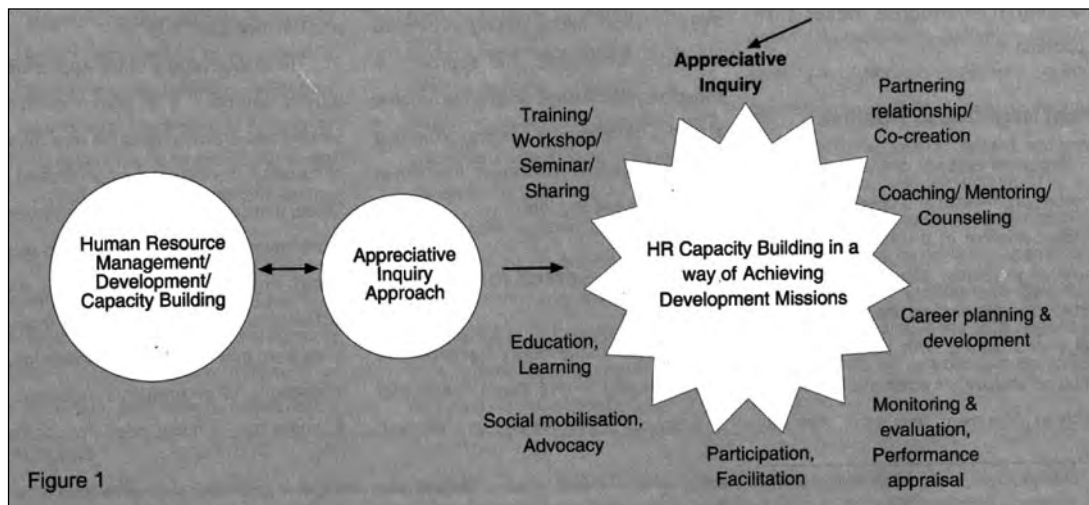 Human Resource
Management/
Development/
Capacity Building
Appreciative
Inquiry
Approach
HR Capacity Building in a
way of Achieving
Development Missions
Appreciative
Inquiry
Partnering
relationship/
Co-creation
Coaching/ Mentoring/
Counseling
Career planning &
development
Monitoring &
evaluation,
Performance
appraisal
Participation,
Facilitation
Social mobilisation,
Advocacy
Education,
Learning
Training/
Workshop/
Seminar/
Sharing
Figure 1